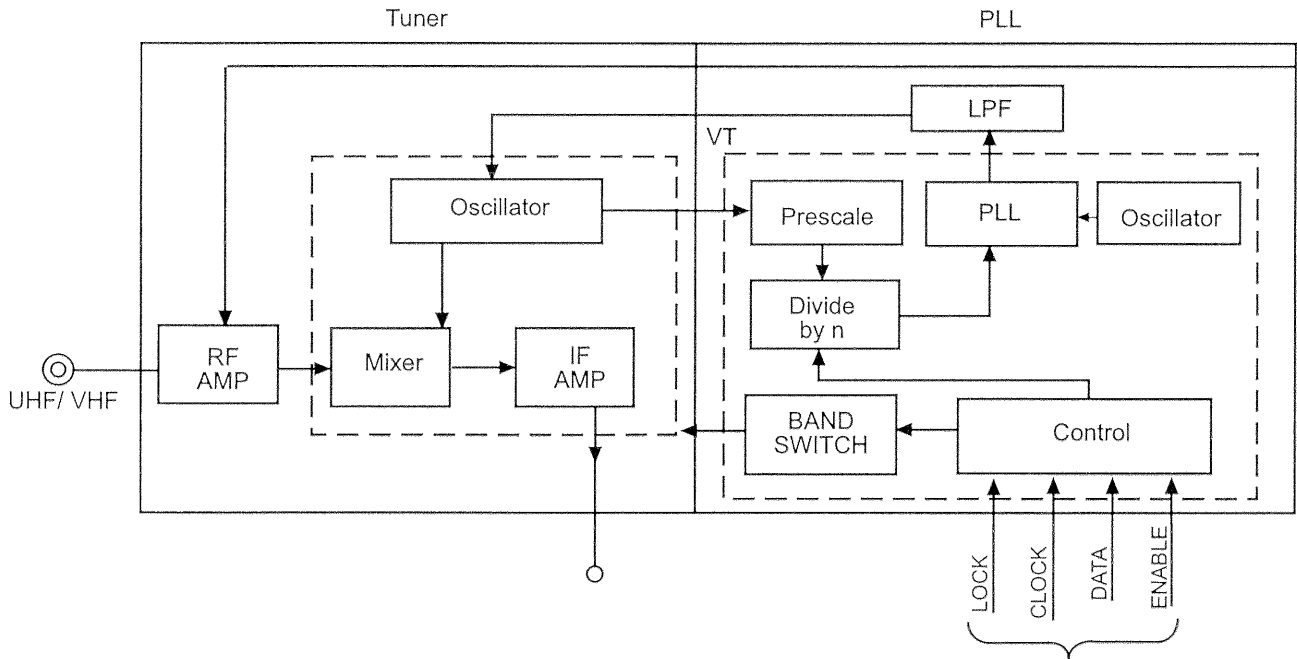 Tuner
PLL
LPF
VT
Oscillator
Prescale
PLL
Oscillator
Divide
by n
RF
AMP
Mixer
IF
AMP
UHF/ VHF
BAND
SWITCH
Control
LOCK
CLOCK
DATA
ENABLE